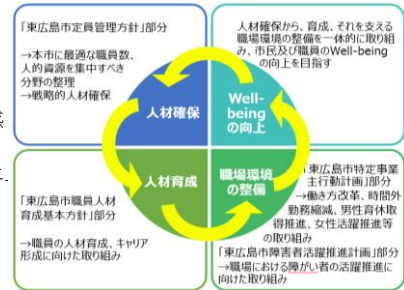 「東広島市定員管理方針」部分
→本市に最適な職員数、
人的資源を集中すべき
分野の整理
→戦略的人材確保
人材確保から、育成、それを支える
職場環境の整備を一体的に取り組
み、市民及び職員のWell-being
の向上を目指す
人材確保
Well-
being
の向上
人材育成
職場環境
の整備
「東広島市職員人材
育成基本方針」部分
→職員の人材育成、キャリア
形成に向けた取り組み
「東広島市特定事業
主行動計画」部分
→働き方改革、時間外
勤務縮減、男性育休取
得推進、女性活躍推進等
の取り組み
「東広島市障害者活躍推進計画」部分
→職場における障がい者の活躍推進に
向けた取り組み